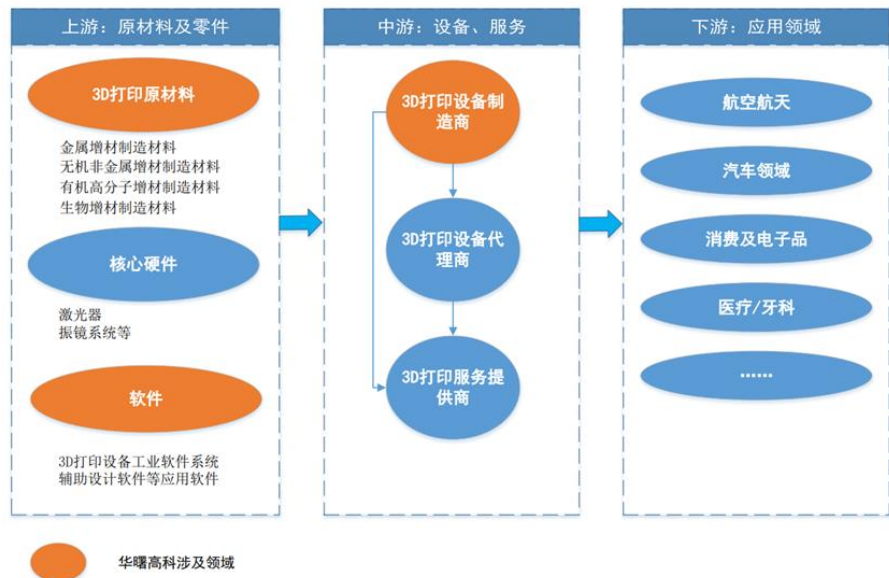 上游：原材料及零件
3D打印原材料
金属增材制造材料
无机非金属增材制造材料
有机高分子增材制造材料
生物增材制造材料
核心硬件
激光器
振镜系统等
软件
3D打印设备工业软件系统
辅助设计软件等应用软件
中游：设备、服务
3D打印设备制
造商
3D打印设备代
理商
3D打印服务提
供商
下游：应用领域
航空航天
汽车领域
消费及电子品
医疗/牙科
……
华曙高科涉及领域